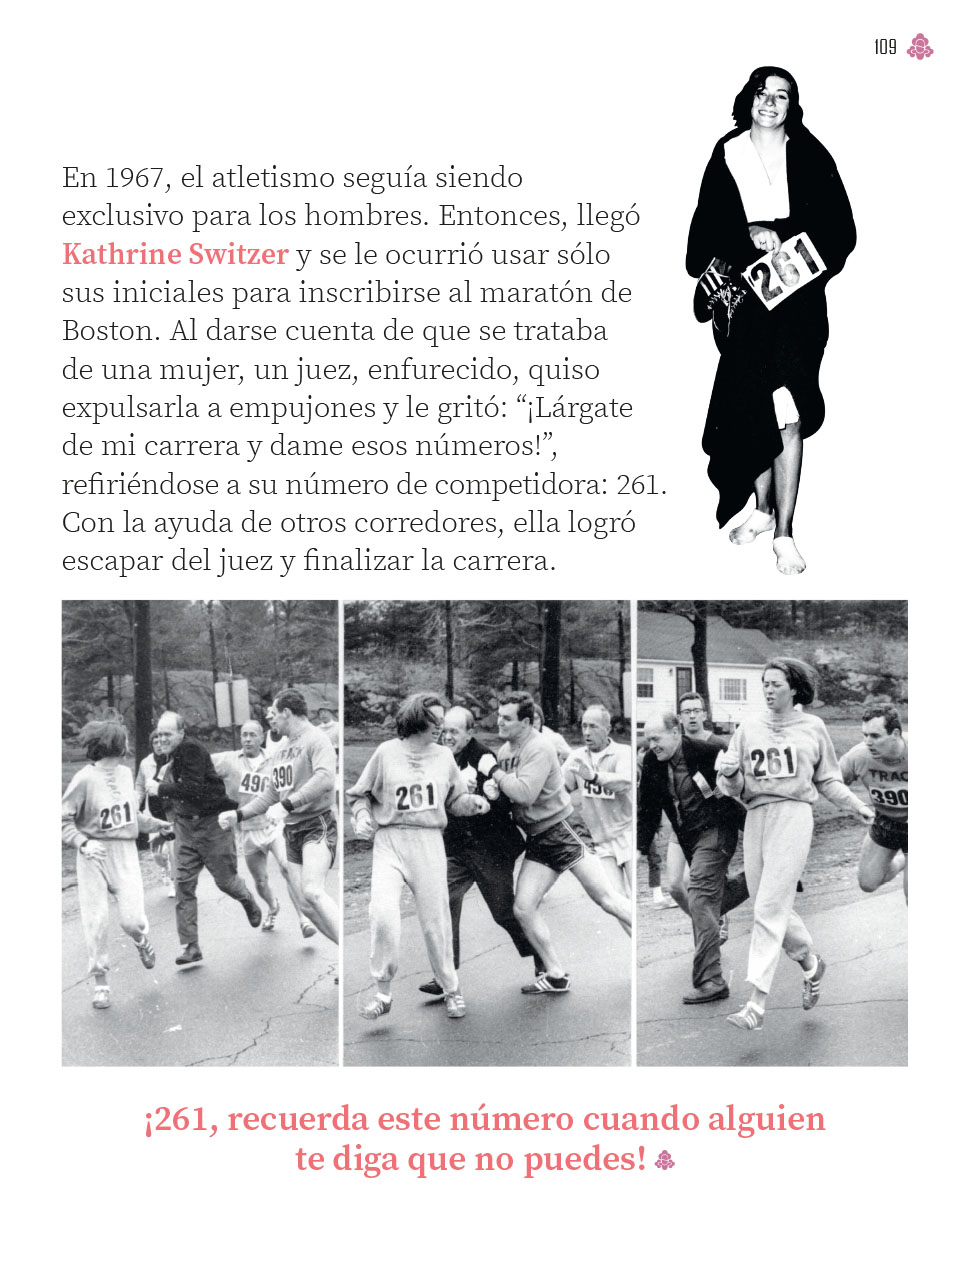 109
En 1967, el atletismo seguía siendo
exclusivo para los hombres. Entonces, llegó
Kathrine Switzer y se le ocurrió usar sólo
sus iniciales para inscribirse al maratón de
Boston. Al darse cuenta de que se trataba
de una mujer, un juez, enfurecido, quiso
expulsarla a empujones y le gritó: “¡Lárgate
de mi carrera y dame esos números!”,
refiriéndose a su número de competidora: 261.
Con la ayuda de otros corredores, ella logró
escapar del juez y finalizar la carrera.
261
261
490
390
261
490
261
TRACK
390
¡261, recuerda este número cuando alguien
te diga que no puedes!